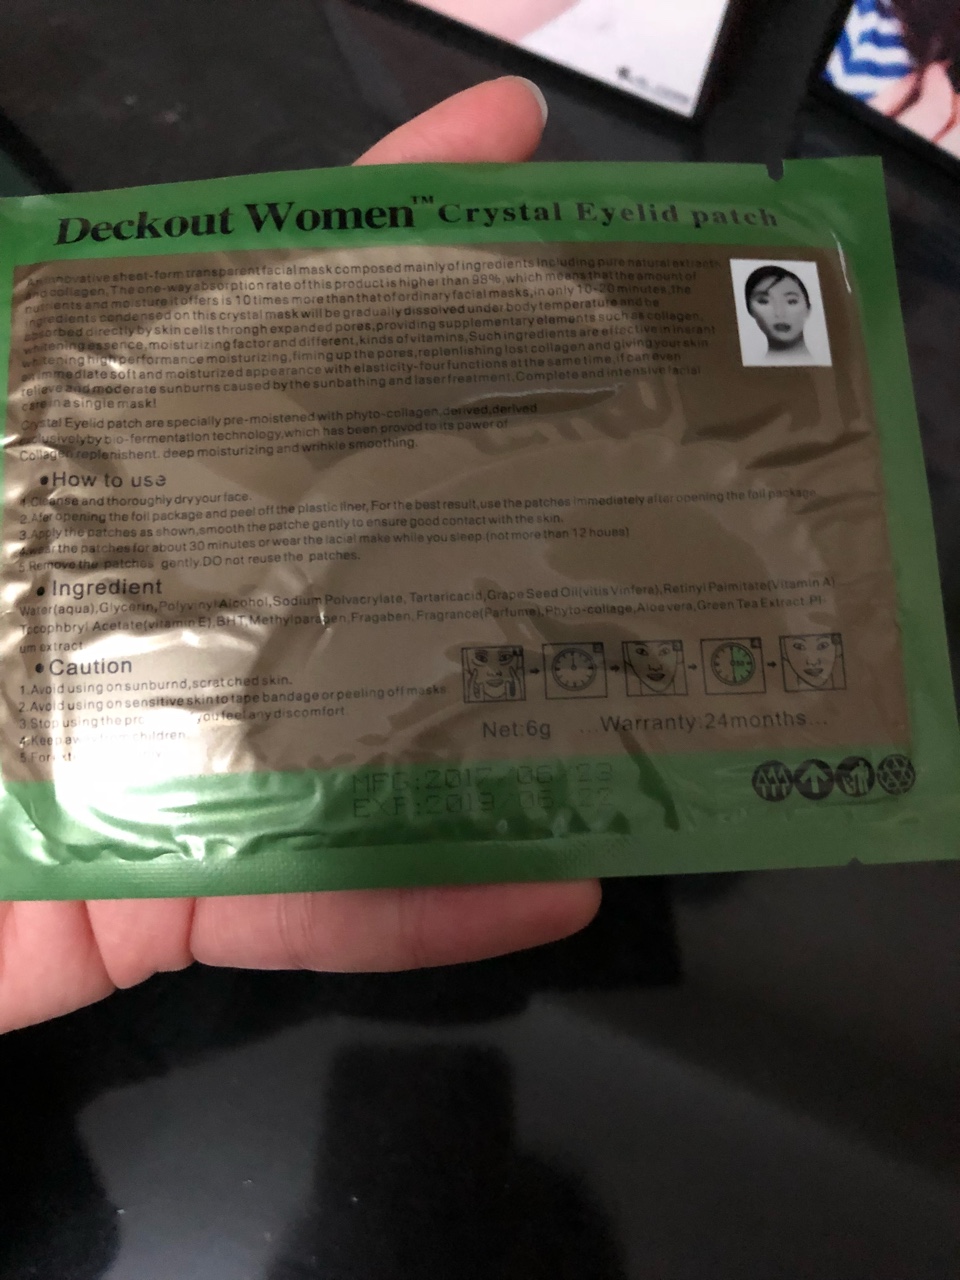 Deckout Women™ Crystal Eyelid patch
An innovative sheet-form transparent facial mask composed mainly of ingredients including pure natural extracts
and collagen, The one-way absorption rate of this product is higher than 98%, which means that the amount of
nutrients and moisture it offers is 10 times more than that of ordinary facial masks, in only 10-20 minutes, the
ingredients condensed on this crystal mask will be gradually dissolved under body temperature and be
absorbed directly by skin cells throngh expanded pores, providing supplementary elements such as collagen,
whitening essence, moisturizing factor and different, kinds of vitamins, Such ingredients are effective in inerant
whitening high performance moisturizing, fiming up the pores, replenlishing lost collagen and giving your skin
an immediate soft and moisturized appearance with elasticity-four functions at the same time, if can even
relieve and moderate sunburns caused by the sunbathing and laser freatment. Complete and intensive facial
care in a single mask!
Crystal Eyelid patch are specially pre-moistened with phyto-collagen, derived, derived
exclusively by bio-fermentation technology, which has been provod to its power of
Collagen replenishent. deep moisturizing and wrihkle smoothing.
•How to use
1.Cleanse and thoroughly dry your face.
2.Afer opening the foil package and peel off the plastic llner, For the best result, use the patches immediately after opening the foil package
3.Apply the patches as shown, smooth the patche gently to ensure good contact with the skin.
4.wear the patches for about 30 minutes or wear the lacial make while you sleep (not more than 12 houes)
5.Remove the patches gently. DO not reuse the patches.
• Ingredient
Warer(aqua), Glycerin, Polyvinyl Alcohol, Sodium Polvacrylate, Tartaricacid, Grape Seed Oil(vitis Vinfera), Retinyl Palmitate(Vitamin A)
Tocophbryl Acetate(vitamin E), BHT, Methylparaben, Fragaben, Fragrance(Parfume), Phyto-collage, Aloe vera, Green Tea Extract, Pl-
um extract
• Caution
1.Avoid using on sunburnd, scratched skin.
2.Avoid using on sensitive skin to tape bandage or peeling off masks
3.Stop using the you feel any discomfort.
4.Keep children.
Net:6g ...Warranty:24months...
MFG:2017/06/23
EXP:2019/06/22